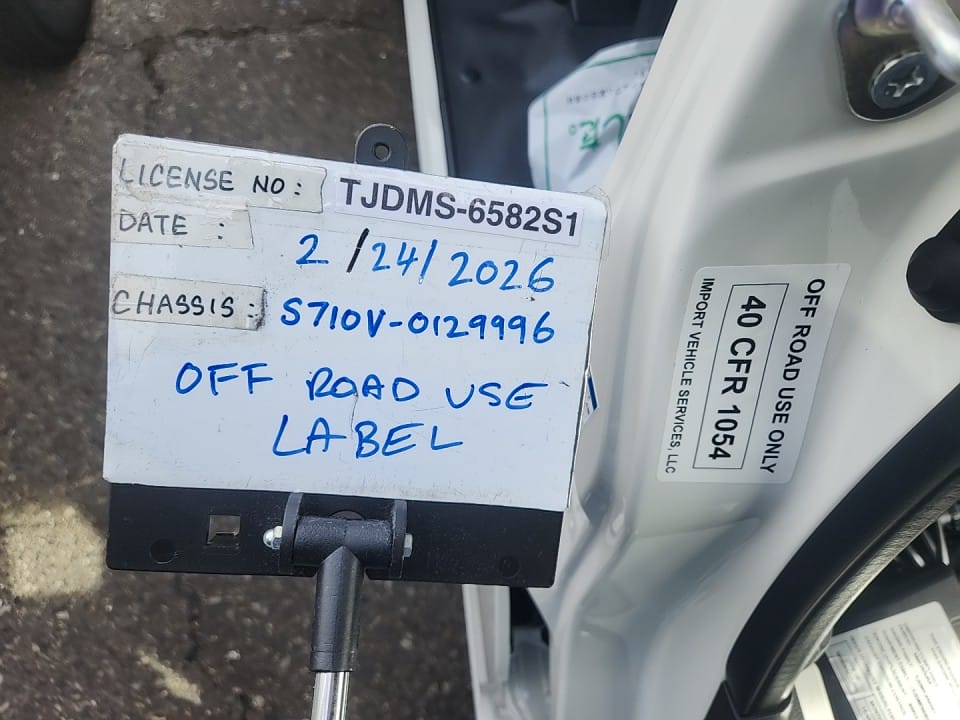 LICENSE NO: TJDMS-6582S1
DATE : 2/24/2026
CHASSIS: S710V-0129996
OFF ROAD USE
LABEL
OFF ROAD USE ONLY
40 CFR 1054
IMPORT VEHICLE SERVICES, LLC